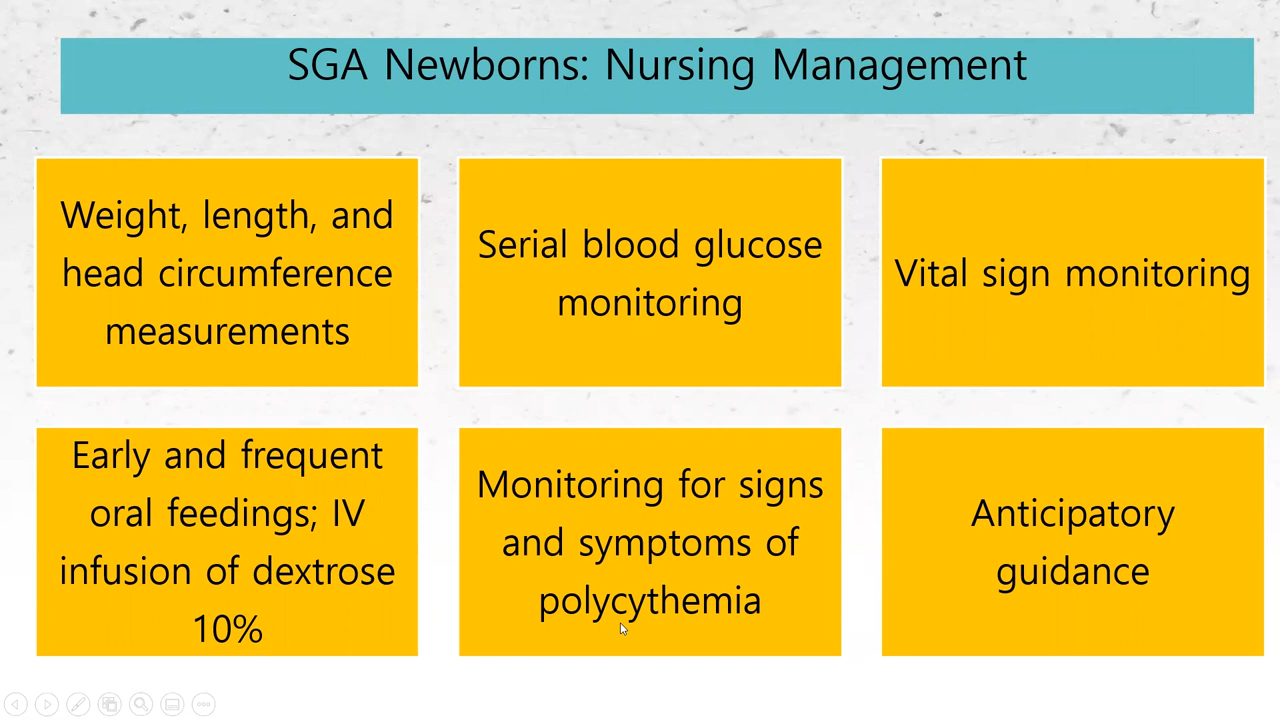 SGA Newborns: Nursing Management
Weight, length, and
head circumference
measurements
Serial blood glucose
monitoring
Vital sign monitoring
Early and frequent
oral feedings; IV
infusion of dextrose
10%
Monitoring for signs
and symptoms of
polycythemia
Anticipatory
guidance